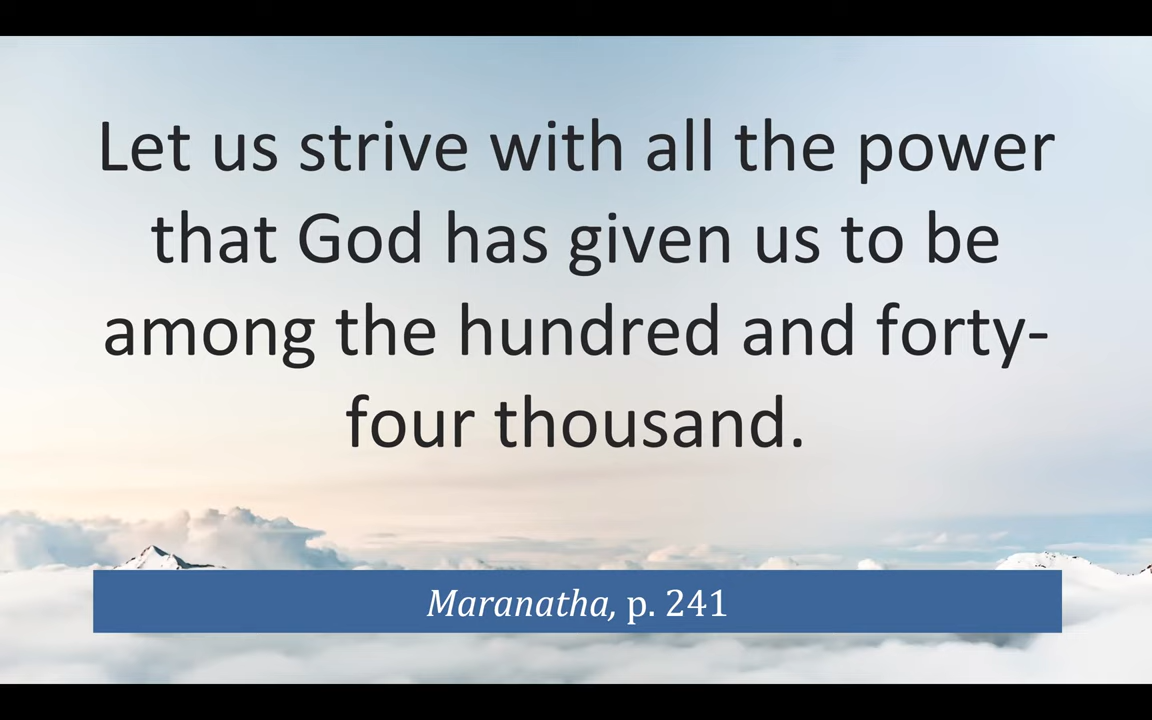 Let us strive with all the power
that God has given us to be
among the hundred and forty-
four thousand.
Maranatha, p. 241